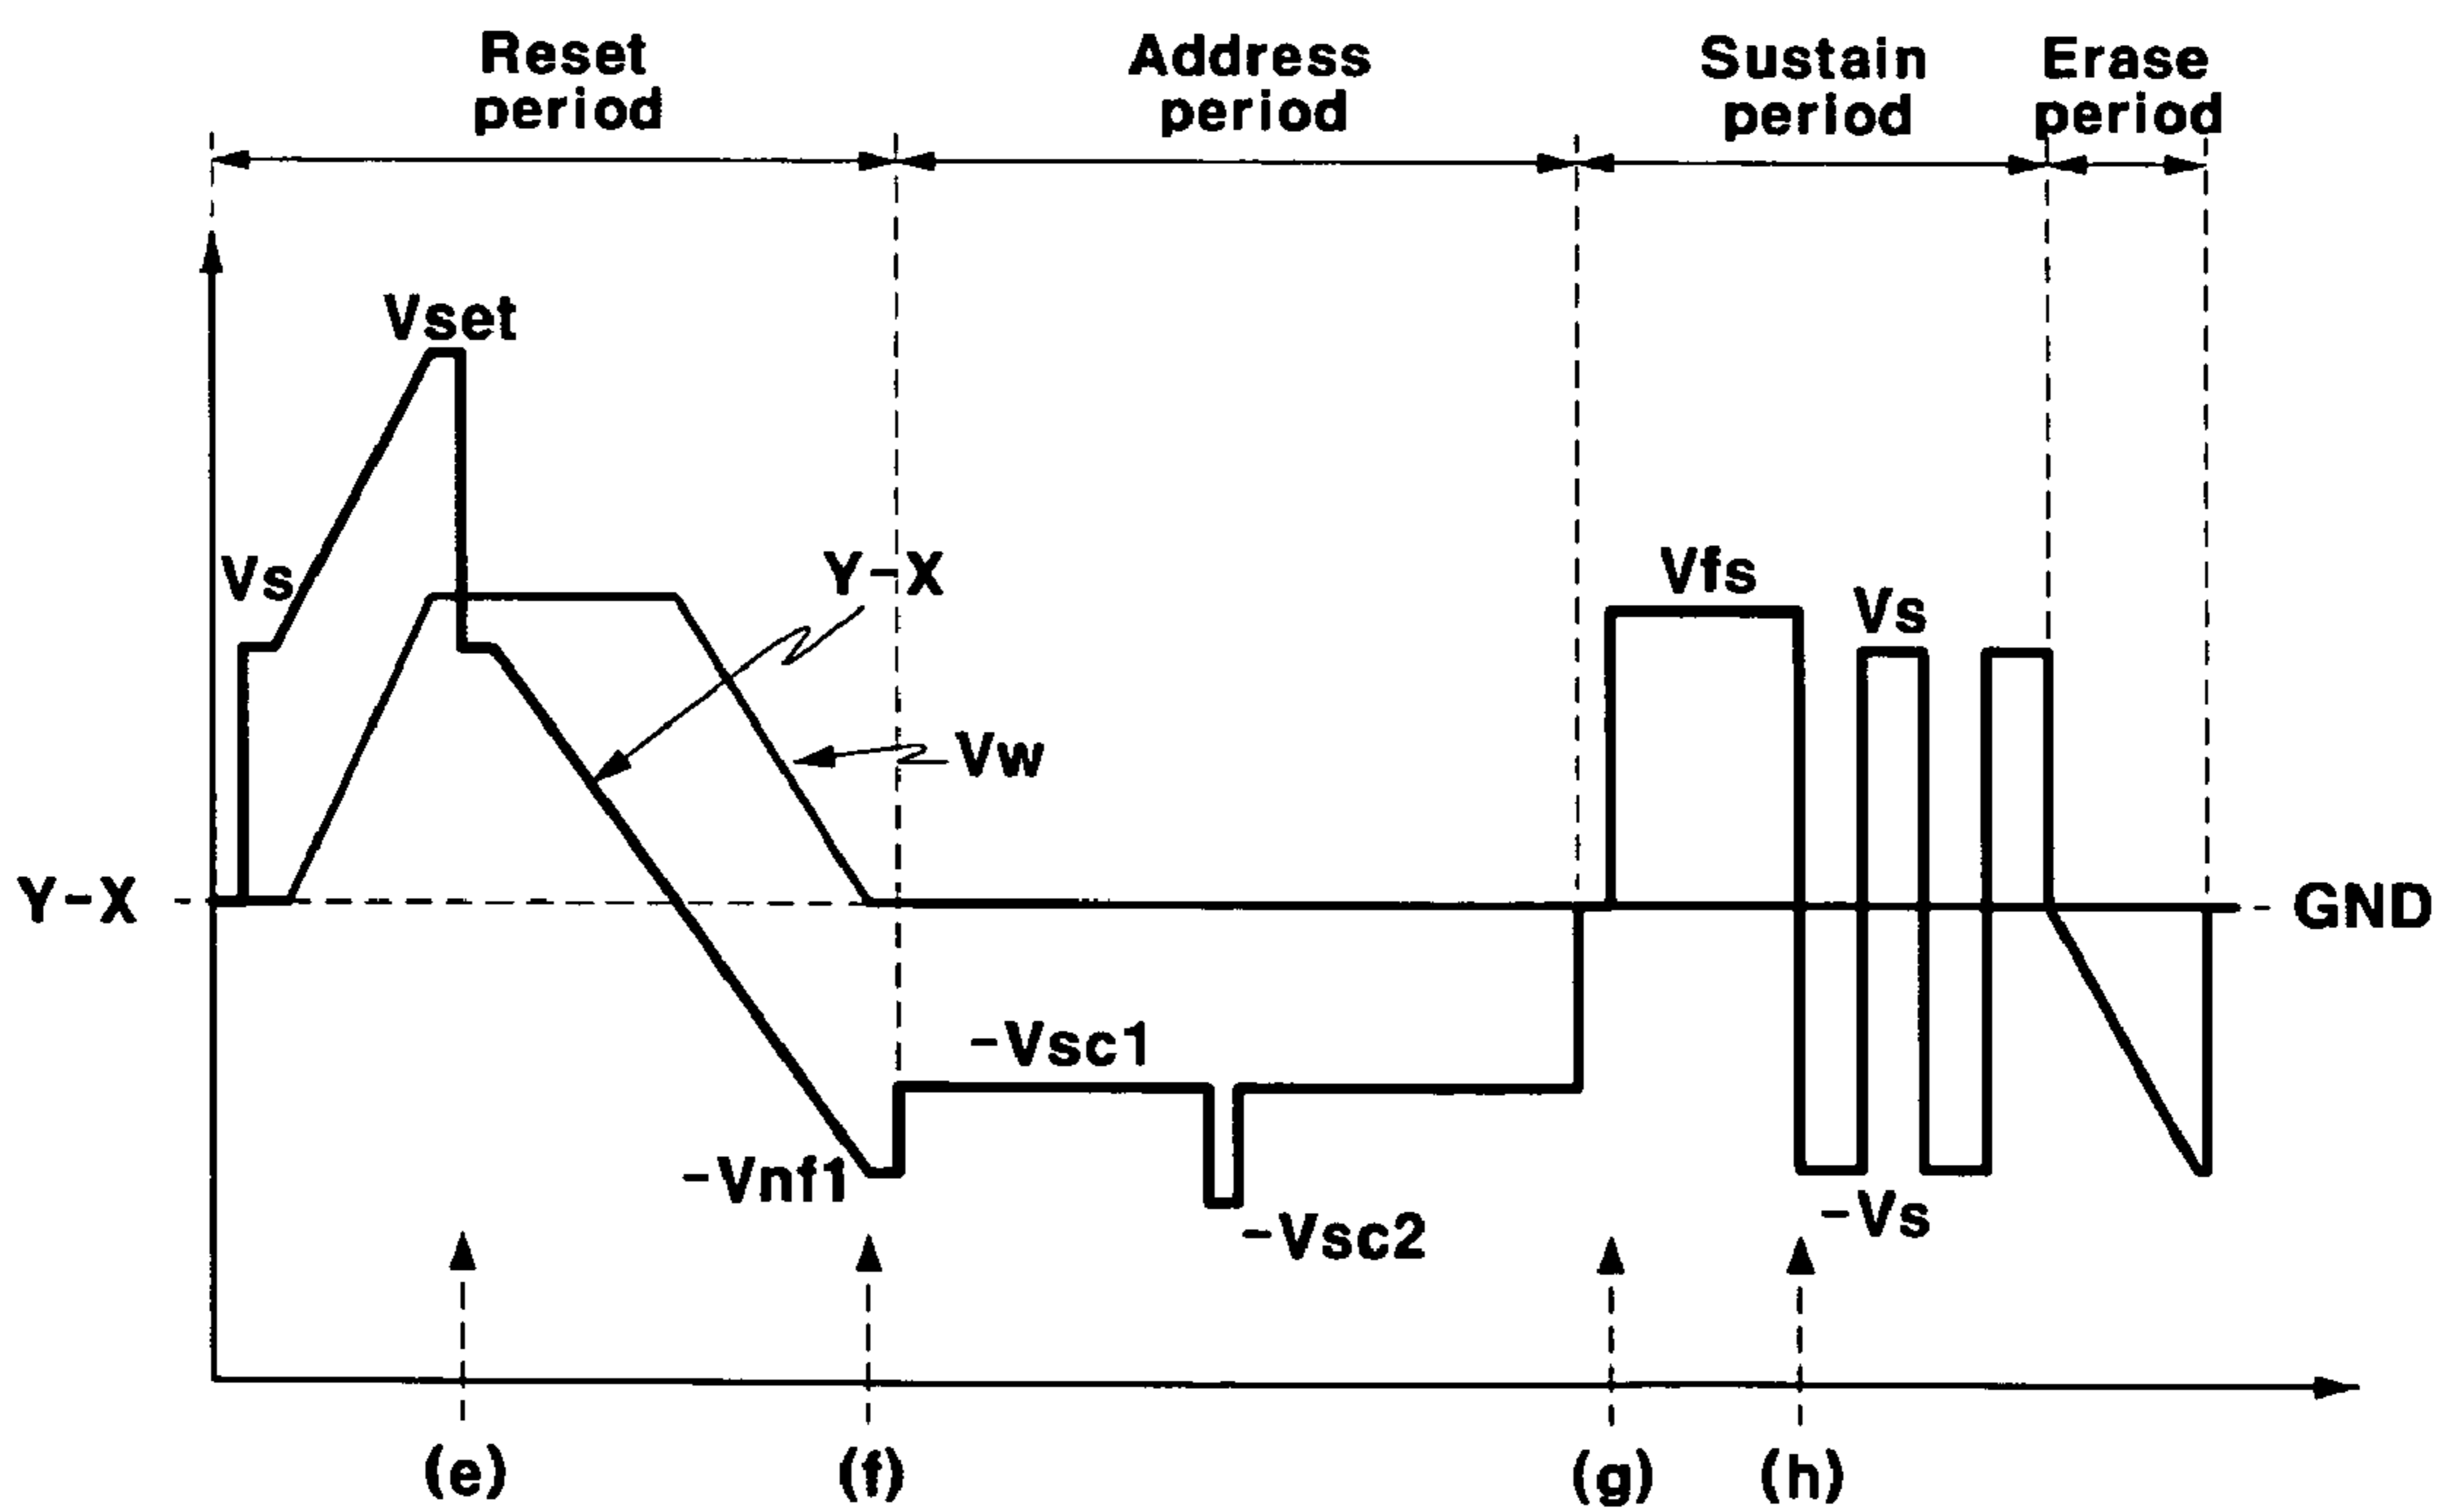 Reset
period
Address
period
Sustain
period
Erase
period
Vset
Vs
Y-X
Vfs
Vs
Vw
Y-X
GND
-Vsc1
-Vnf1
-Vsc2
-Vs
(e)
(f)
(g)
(h)